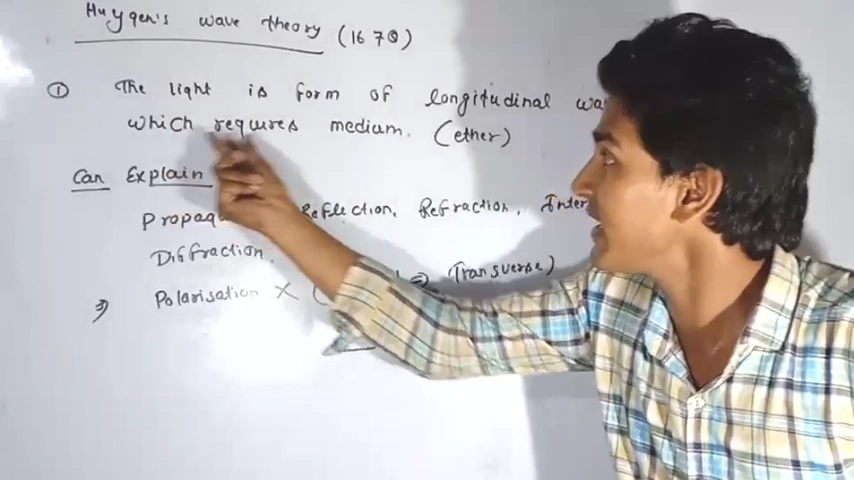 Huygen's wave theory (1678)
① The light is form of longitudinal wa
which requires medium. (ether)
Can Explain
Propag Reflection, Refraction, Inter
Diffraction.
⇒ Polarisation × ( ⇒ Transverse)